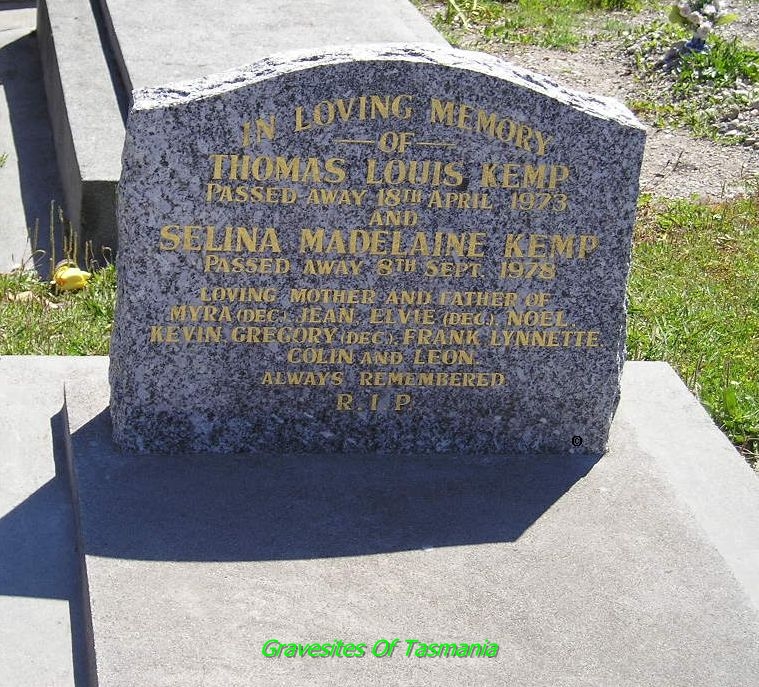 IN LOVING MEMORY
OF
THOMAS LOUIS KEMP
PASSED AWAY 18TH APRIL 1973
AND
SELINA MADELAINE KEMP
PASSED AWAY 8TH SEPT. 1978
LOVING MOTHER AND FATHER OF
MYRA (DEC), JEAN, ELVIE (DEC), NOEL,
KEVIN, GREGORY (DEC), FRANK, LYNNETTE,
COLIN AND LEON.
ALWAYS REMEMBERED.
R.I.P.
Gravesites Of Tasmania